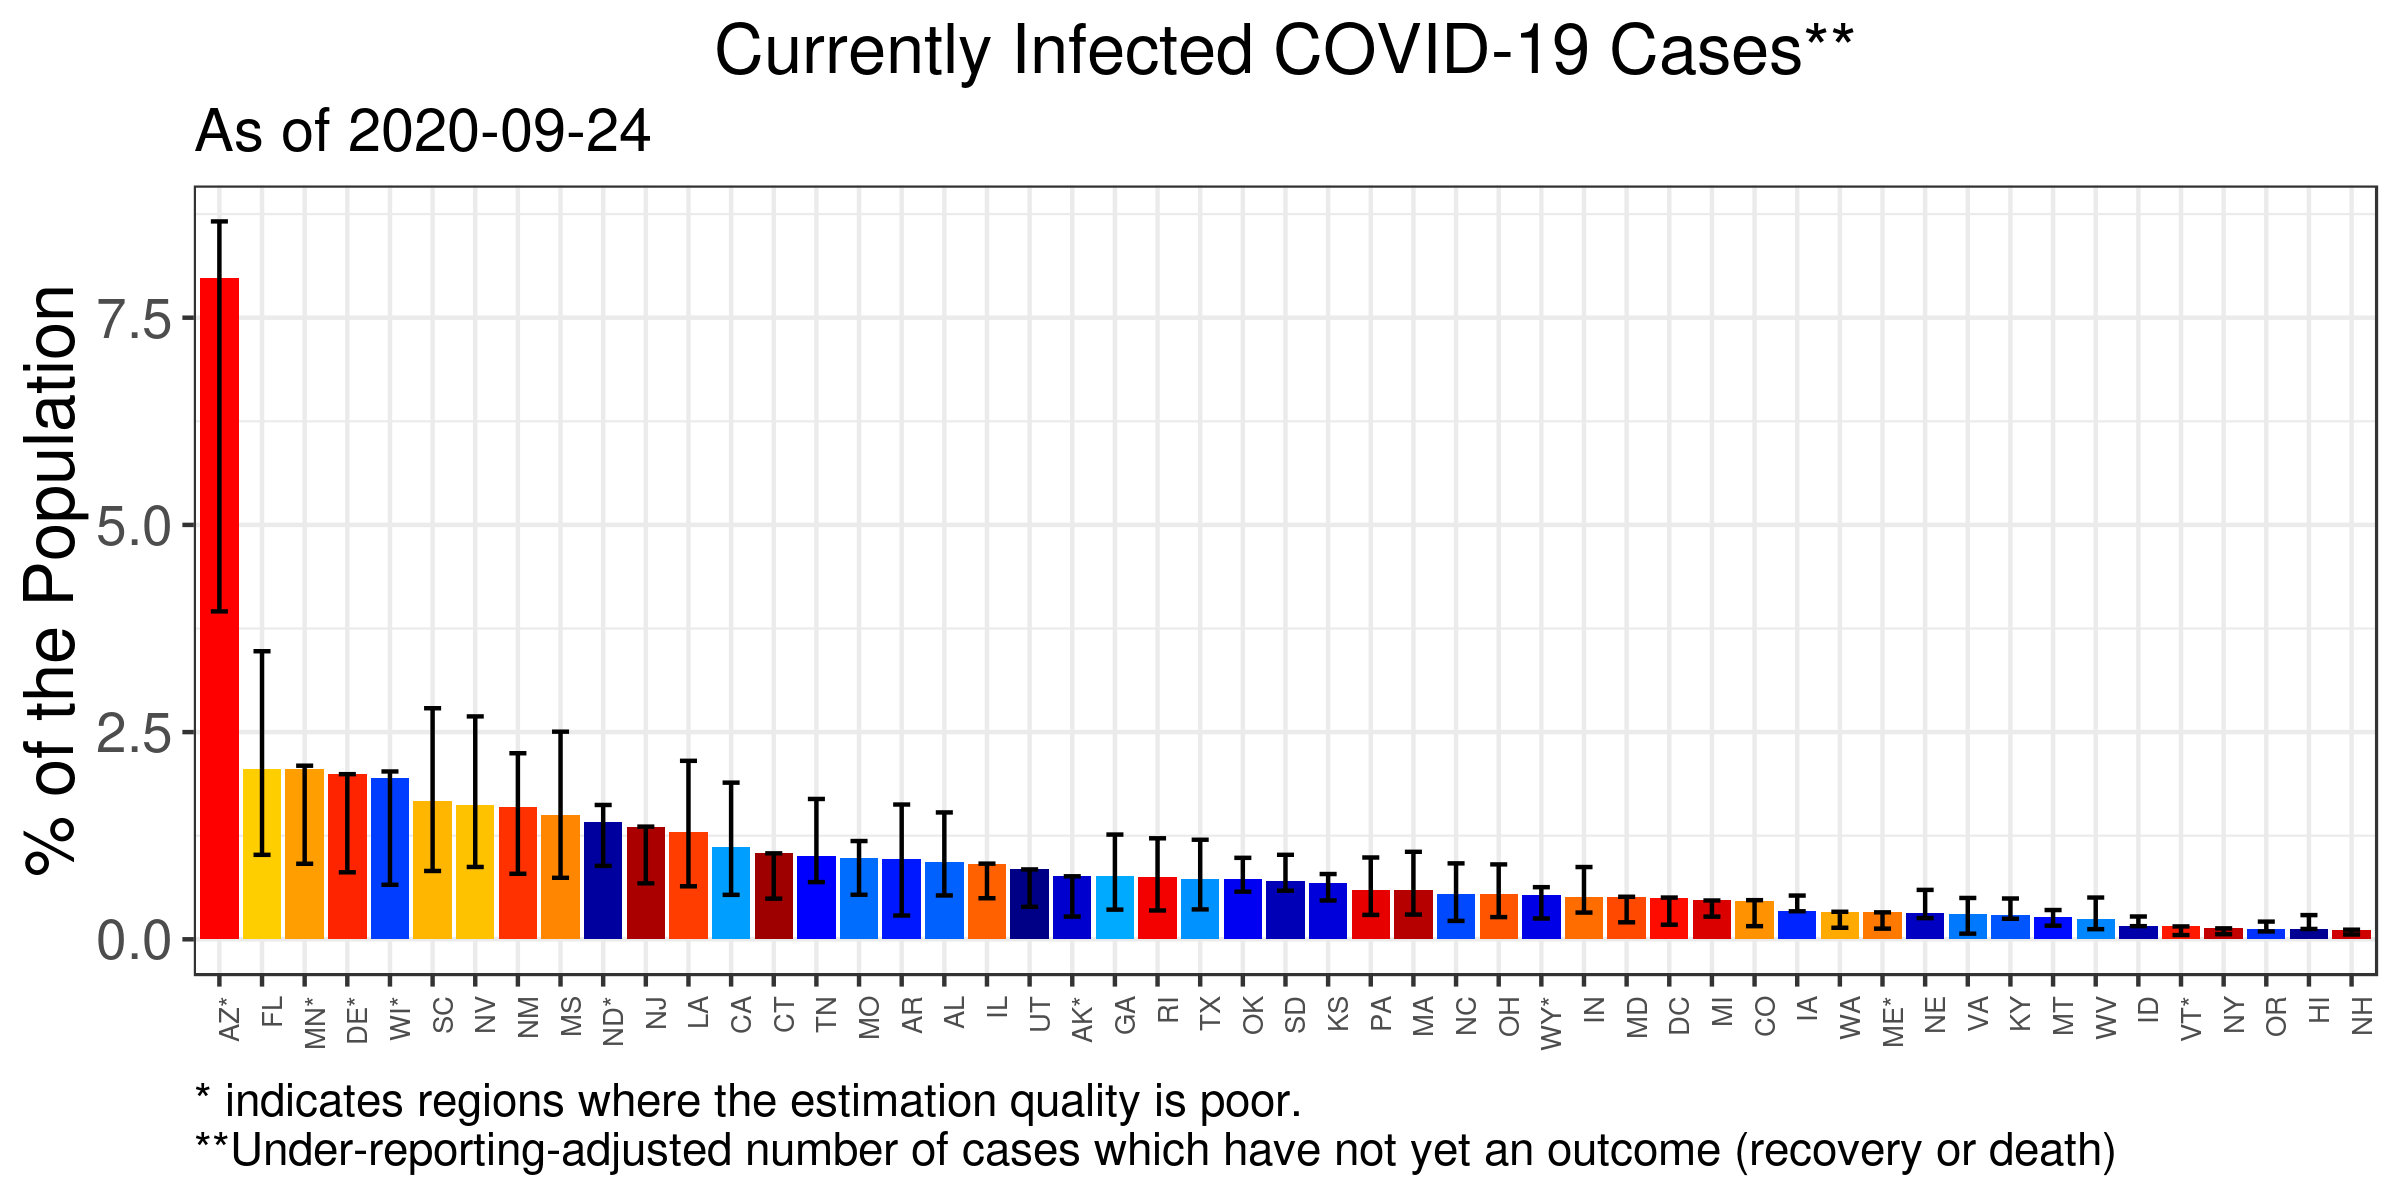 Currently Infected COVID-19 Cases**
As of 2020-09-24
% of the Population
7.5
5.0
2.5
0.0
AZ* FL MN* DE* WI* SC NV NM MS ND* NJ LA CA CT TN MO AR AL IL UT AK* GA RI TX OK SD KS PA MA NC OH WY* IN MD DC MI CO IA WA ME* NE VA KY MT WV ID VT* NY OR HI NH
* indicates regions where the estimation quality is poor.
**Under-reporting-adjusted number of cases which have not yet an outcome (recovery or death)